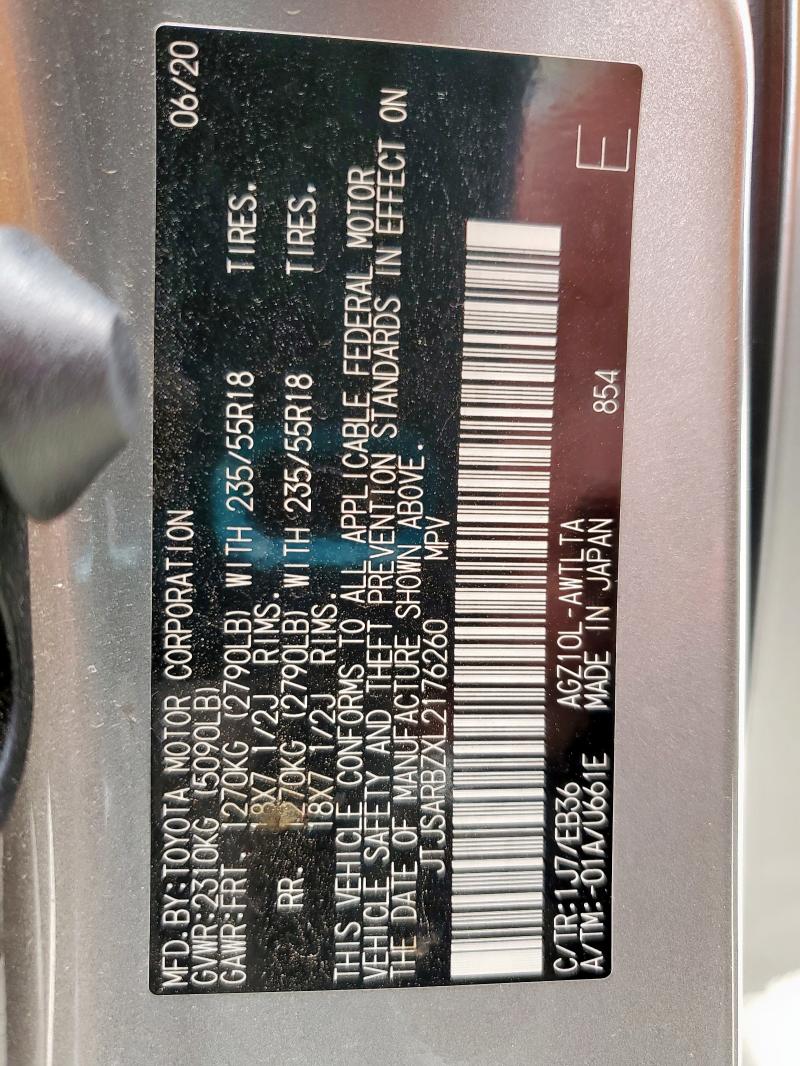 MFD.BY:TOYOTA MOTOR CORPORATION 06/20
GVWR:2310KG (5090LB)
GAWR:FRT. 1270KG (2790LB) WITH 235/55R18 TIRES.
18X7 1/2J RIMS.
RR. 1270KG (2790LB) WITH 235/55R18 TIRES.
18X7 1/2J RIMS.
THIS VEHICLE CONFORMS TO ALL APPLICABLE FEDERAL MOTOR
VEHICLE SAFETY AND THEFT PREVENTION STANDARDS IN EFFECT ON
THE DATE OF MANUFACTURE SHOWN ABOVE.
JTJSARBZXL2176260 MPV
C/TR:1J7/EB36 AGZ10L-AWTLTA 854 E
A/TM:-01A/U661E MADE IN JAPAN